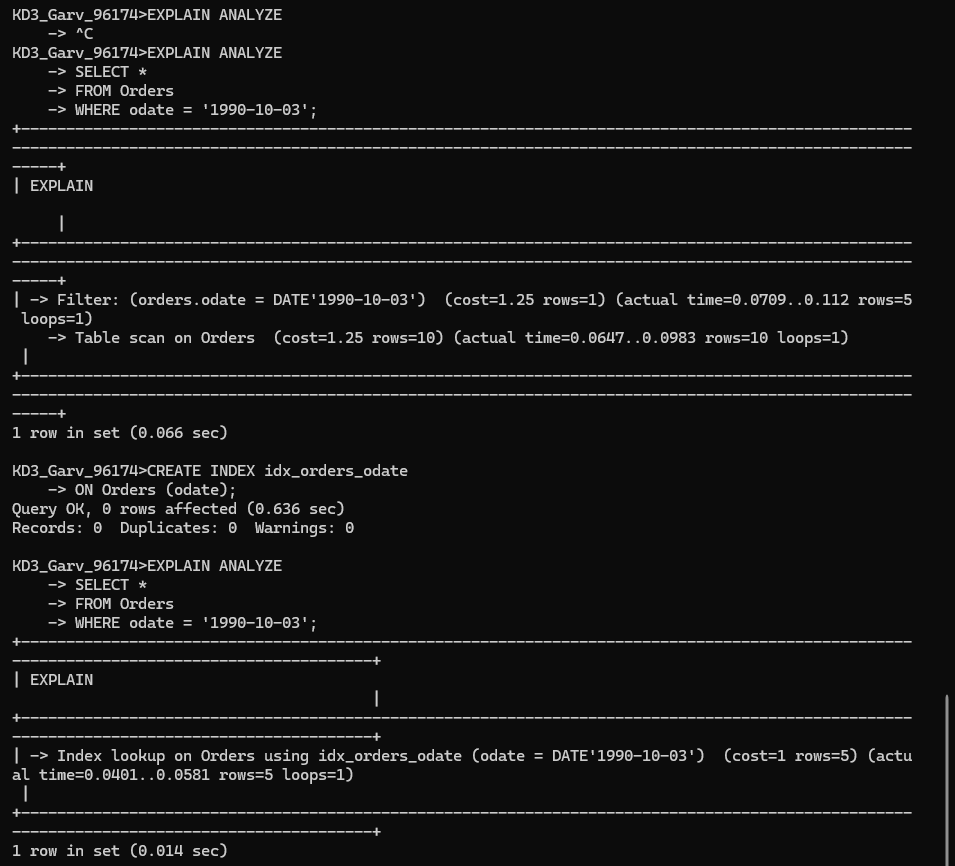 KD3_Garv_96174>EXPLAIN ANALYZE
    -> ^C
KD3_Garv_96174>EXPLAIN ANALYZE
    -> SELECT *
    -> FROM Orders
    -> WHERE odate = '1990-10-03';
+---------------------------------------------------------------------------------------------------
----------------------------------------------------------------------------------------------------
-----+
| EXPLAIN
     |
+---------------------------------------------------------------------------------------------------
----------------------------------------------------------------------------------------------------
-----+
| -> Filter: (orders.odate = DATE'1990-10-03')  (cost=1.25 rows=1) (actual time=0.0709..0.112 rows=5
 loops=1)
    -> Table scan on Orders  (cost=1.25 rows=10) (actual time=0.0647..0.0983 rows=10 loops=1)
 |
+---------------------------------------------------------------------------------------------------
----------------------------------------------------------------------------------------------------
-----+
1 row in set (0.066 sec)

KD3_Garv_96174>CREATE INDEX idx_orders_odate
    -> ON Orders (odate);
Query OK, 0 rows affected (0.636 sec)
Records: 0  Duplicates: 0  Warnings: 0

KD3_Garv_96174>EXPLAIN ANALYZE
    -> SELECT *
    -> FROM Orders
    -> WHERE odate = '1990-10-03';
+---------------------------------------------------------------------------------------------------
----------------------------------------+
| EXPLAIN
                                        |
+---------------------------------------------------------------------------------------------------
----------------------------------------+
| -> Index lookup on Orders using idx_orders_odate (odate = DATE'1990-10-03')  (cost=1 rows=5) (actu
al time=0.0401..0.0581 rows=5 loops=1)
 |
+---------------------------------------------------------------------------------------------------
----------------------------------------+
1 row in set (0.014 sec)